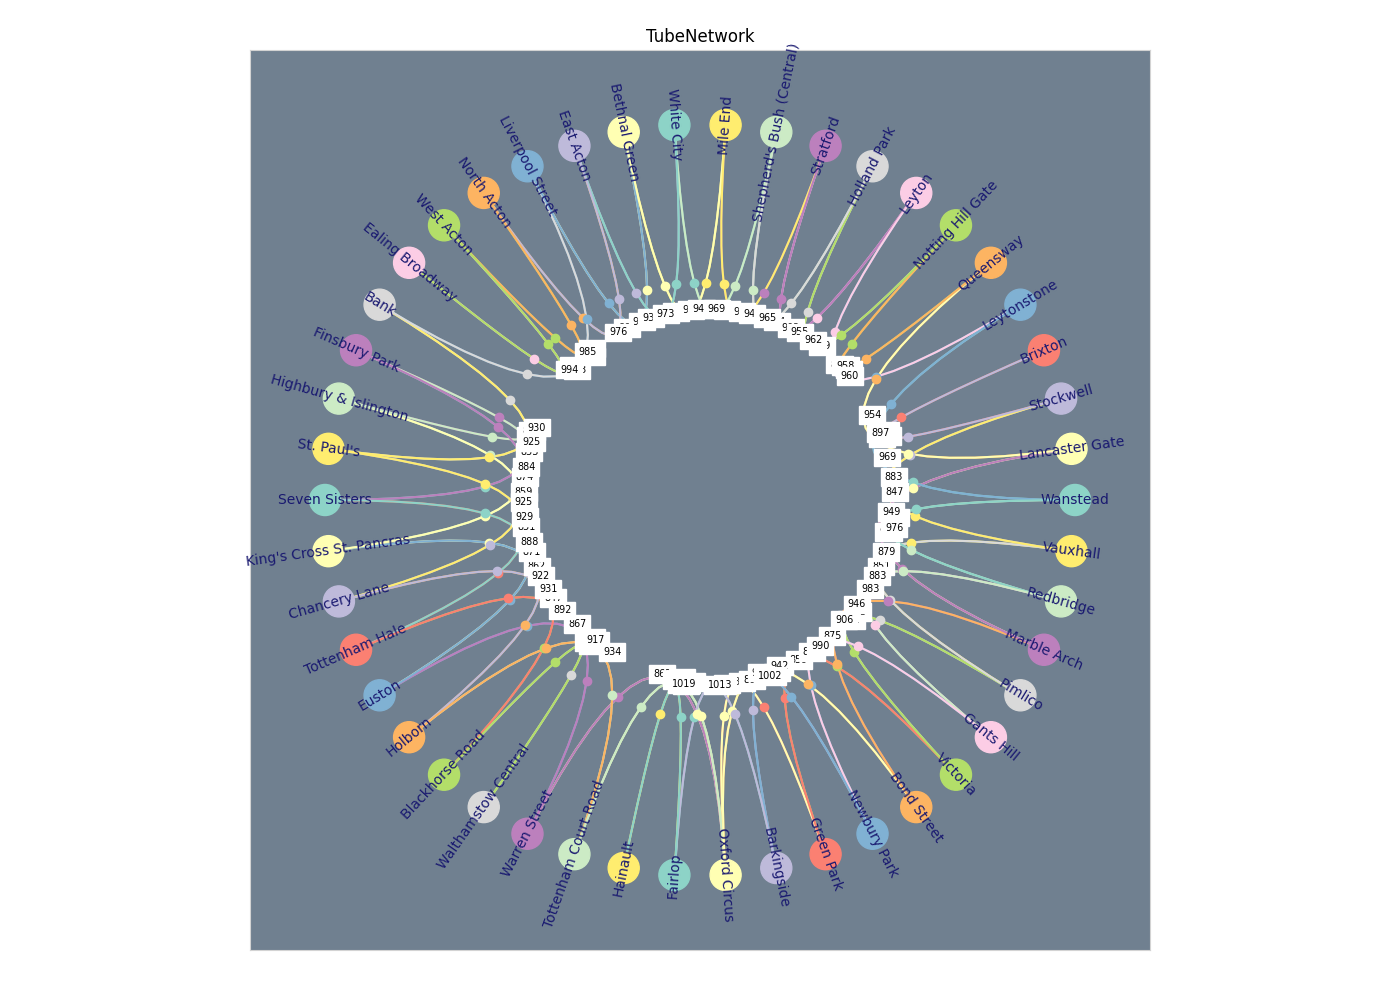 TubeNetwork
Shepherd's Bush (Central)
Mile End
White City
Bethnal Green
East Acton
Liverpool Street
North Acton
West Acton
Ealing Broadway
Bank
Finsbury Park
Highbury & Islington
St. Paul's
Seven Sisters
King's Cross St. Pancras
Chancery Lane
Tottenham Hale
Euston
Holborn
Blackhorse Road
Walthamstow Central
Warren Street
Tottenham Court Road
Hainault
Fairlop
Oxford Circus
Barkingside
Green Park
Newbury Park
Bond Street
Victoria
Gants Hill
Pimlico
Marble Arch
Redbridge
Vauxhall
Wanstead
Lancaster Gate
Stockwell
Brixton
Leytonstone
Queensway
Notting Hill Gate
Leyton
Holland Park
Stratford
969
965
955
962
958
960
954
897
969
883
847
949
976
879
883
983
946
906
875
990
942
1002
1013
1019
934
917
867
892
931
922
888
929
925
859
884
925
930
994
985
976
973